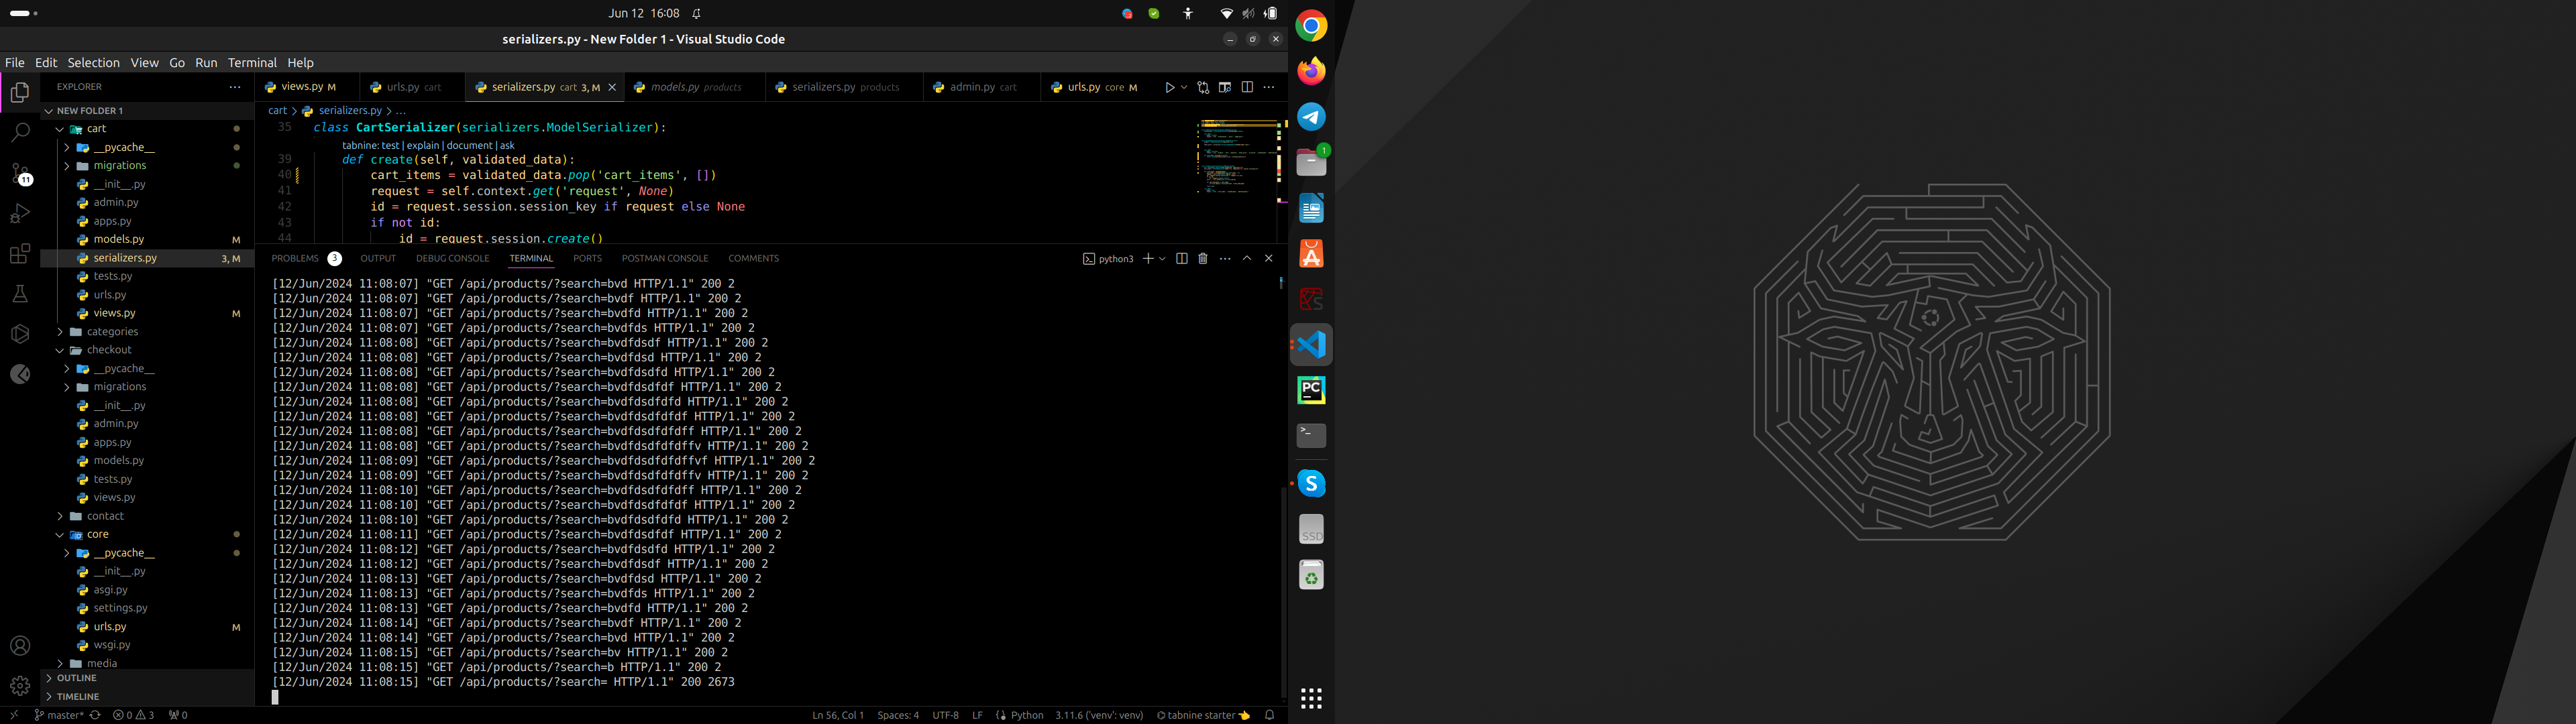 Jun 12 16:08
serializers.py - New Folder 1 - Visual Studio Code
File Edit Selection View Go Run Terminal Help
EXPLORER
NEW FOLDER 1
cart
__pycache__
migrations
__init__.py
admin.py
apps.py
models.py M
serializers.py 3, M
tests.py
urls.py
views.py M
categories
checkout
__pycache__
migrations
__init__.py
admin.py
apps.py
models.py
tests.py
views.py
contact
core
__pycache__
__init__.py
asgi.py
settings.py
urls.py M
wsgi.py
media
OUTLINE
TIMELINE
11
views.py M urls.py cart serializers.py cart 3, M models.py products serializers.py products admin.py cart urls.py core M
cart > serializers.py > ...
35 class CartSerializer(serializers.ModelSerializer):
tabnine: test | explain | document | ask
39 def create(self, validated_data):
40 cart_items = validated_data.pop('cart_items', [])
41 request = self.context.get('request', None)
42 id = request.session.session_key if request else None
43 if not id:
44 id = request.session.create()
PROBLEMS 3 OUTPUT DEBUG CONSOLE TERMINAL PORTS POSTMAN CONSOLE COMMENTS python3
[12/Jun/2024 11:08:07] "GET /api/products/?search=bvd HTTP/1.1" 200 2
[12/Jun/2024 11:08:07] "GET /api/products/?search=bvdf HTTP/1.1" 200 2
[12/Jun/2024 11:08:07] "GET /api/products/?search=bvdfd HTTP/1.1" 200 2
[12/Jun/2024 11:08:07] "GET /api/products/?search=bvdfds HTTP/1.1" 200 2
[12/Jun/2024 11:08:08] "GET /api/products/?search=bvdfdsdf HTTP/1.1" 200 2
[12/Jun/2024 11:08:08] "GET /api/products/?search=bvdfdsd HTTP/1.1" 200 2
[12/Jun/2024 11:08:08] "GET /api/products/?search=bvdfdsdfd HTTP/1.1" 200 2
[12/Jun/2024 11:08:08] "GET /api/products/?search=bvdfdsdfdf HTTP/1.1" 200 2
[12/Jun/2024 11:08:08] "GET /api/products/?search=bvdfdsdfdfd HTTP/1.1" 200 2
[12/Jun/2024 11:08:08] "GET /api/products/?search=bvdfdsdfdfdf HTTP/1.1" 200 2
[12/Jun/2024 11:08:08] "GET /api/products/?search=bvdfdsdfdfdff HTTP/1.1" 200 2
[12/Jun/2024 11:08:08] "GET /api/products/?search=bvdfdsdfdfdffv HTTP/1.1" 200 2
[12/Jun/2024 11:08:09] "GET /api/products/?search=bvdfdsdfdfdffvf HTTP/1.1" 200 2
[12/Jun/2024 11:08:09] "GET /api/products/?search=bvdfdsdfdfdffv HTTP/1.1" 200 2
[12/Jun/2024 11:08:10] "GET /api/products/?search=bvdfdsdfdfdff HTTP/1.1" 200 2
[12/Jun/2024 11:08:10] "GET /api/products/?search=bvdfdsdfdfdf HTTP/1.1" 200 2
[12/Jun/2024 11:08:10] "GET /api/products/?search=bvdfdsdfdfd HTTP/1.1" 200 2
[12/Jun/2024 11:08:11] "GET /api/products/?search=bvdfdsdfdf HTTP/1.1" 200 2
[12/Jun/2024 11:08:12] "GET /api/products/?search=bvdfdsdfd HTTP/1.1" 200 2
[12/Jun/2024 11:08:12] "GET /api/products/?search=bvdfdsdf HTTP/1.1" 200 2
[12/Jun/2024 11:08:13] "GET /api/products/?search=bvdfdsd HTTP/1.1" 200 2
[12/Jun/2024 11:08:13] "GET /api/products/?search=bvdfds HTTP/1.1" 200 2
[12/Jun/2024 11:08:13] "GET /api/products/?search=bvdfd HTTP/1.1" 200 2
[12/Jun/2024 11:08:14] "GET /api/products/?search=bvdf HTTP/1.1" 200 2
[12/Jun/2024 11:08:14] "GET /api/products/?search=bvd HTTP/1.1" 200 2
[12/Jun/2024 11:08:15] "GET /api/products/?search=bv HTTP/1.1" 200 2
[12/Jun/2024 11:08:15] "GET /api/products/?search=b HTTP/1.1" 200 2
[12/Jun/2024 11:08:15] "GET /api/products/?search= HTTP/1.1" 200 2673
master* 0 3 0 Ln 56, Col 1 Spaces: 4 UTF-8 LF Python 3.11.6 ('venv': venv) tabnine starter
1
PC
SSD